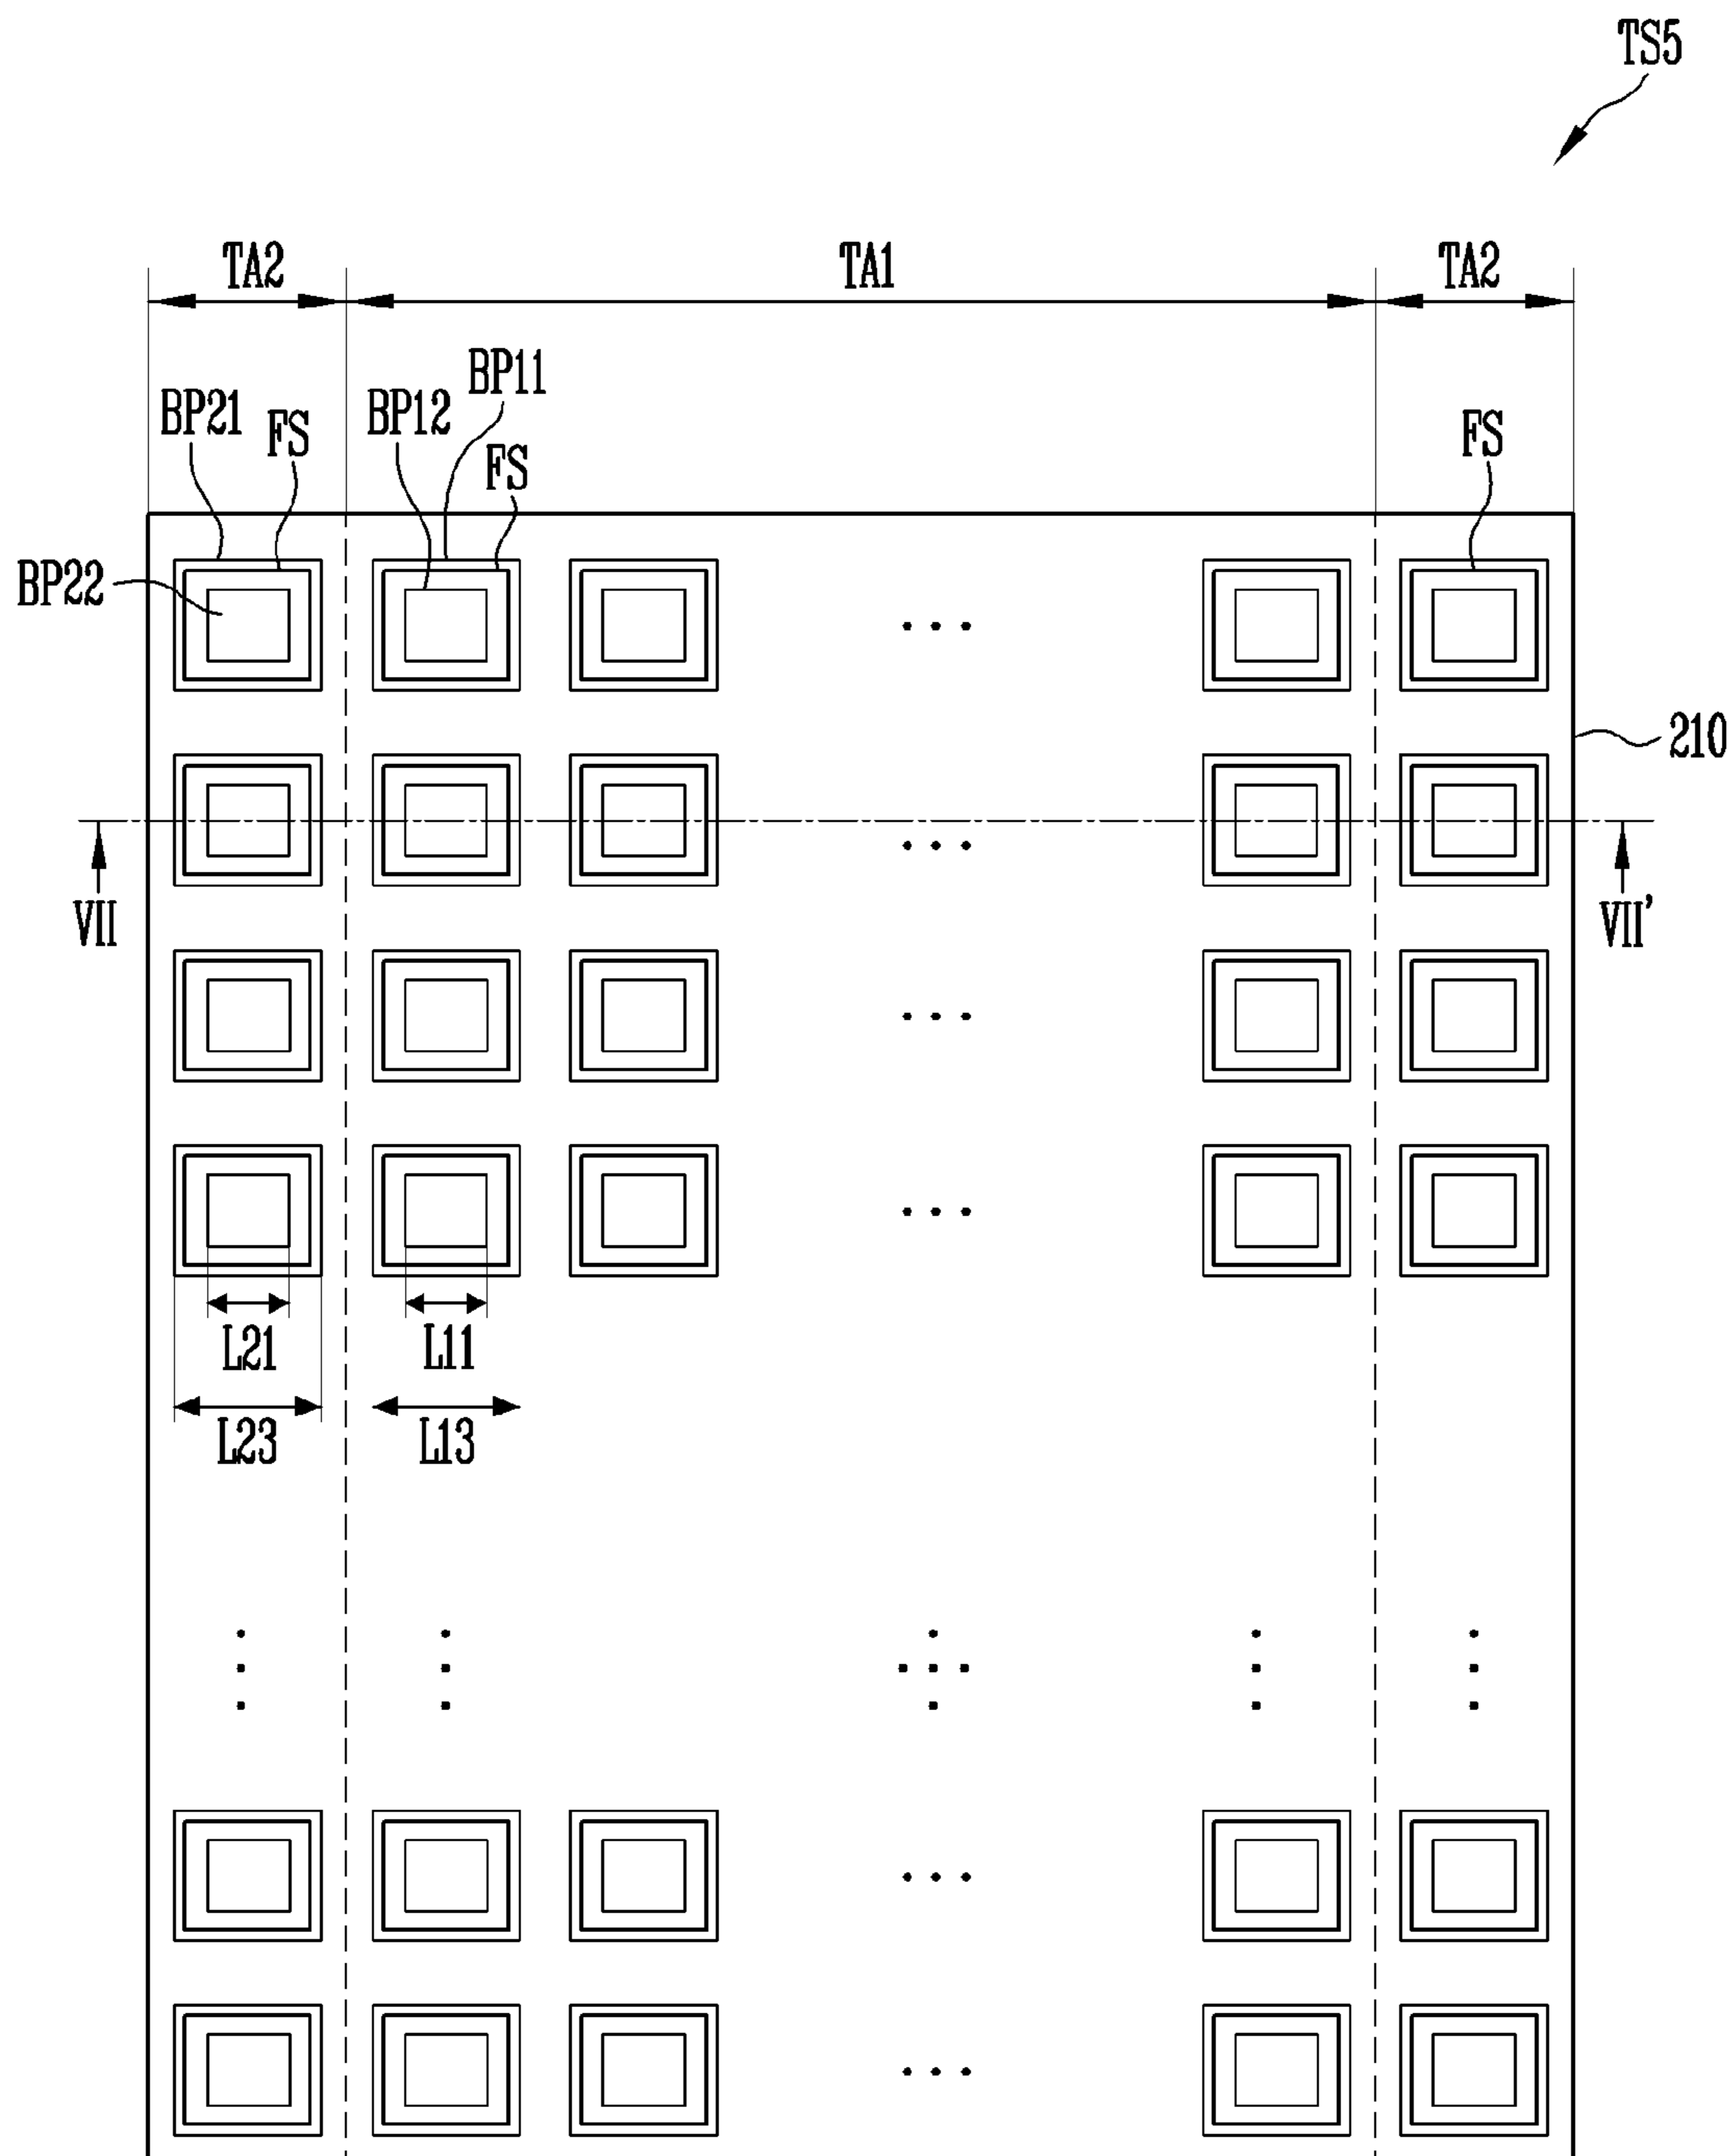 TS5
TA2
TA1
TA2
BP21
FS
BP12
BP11
FS
FS
BP22
210
VII
VII'
L21
L11
L23
L13